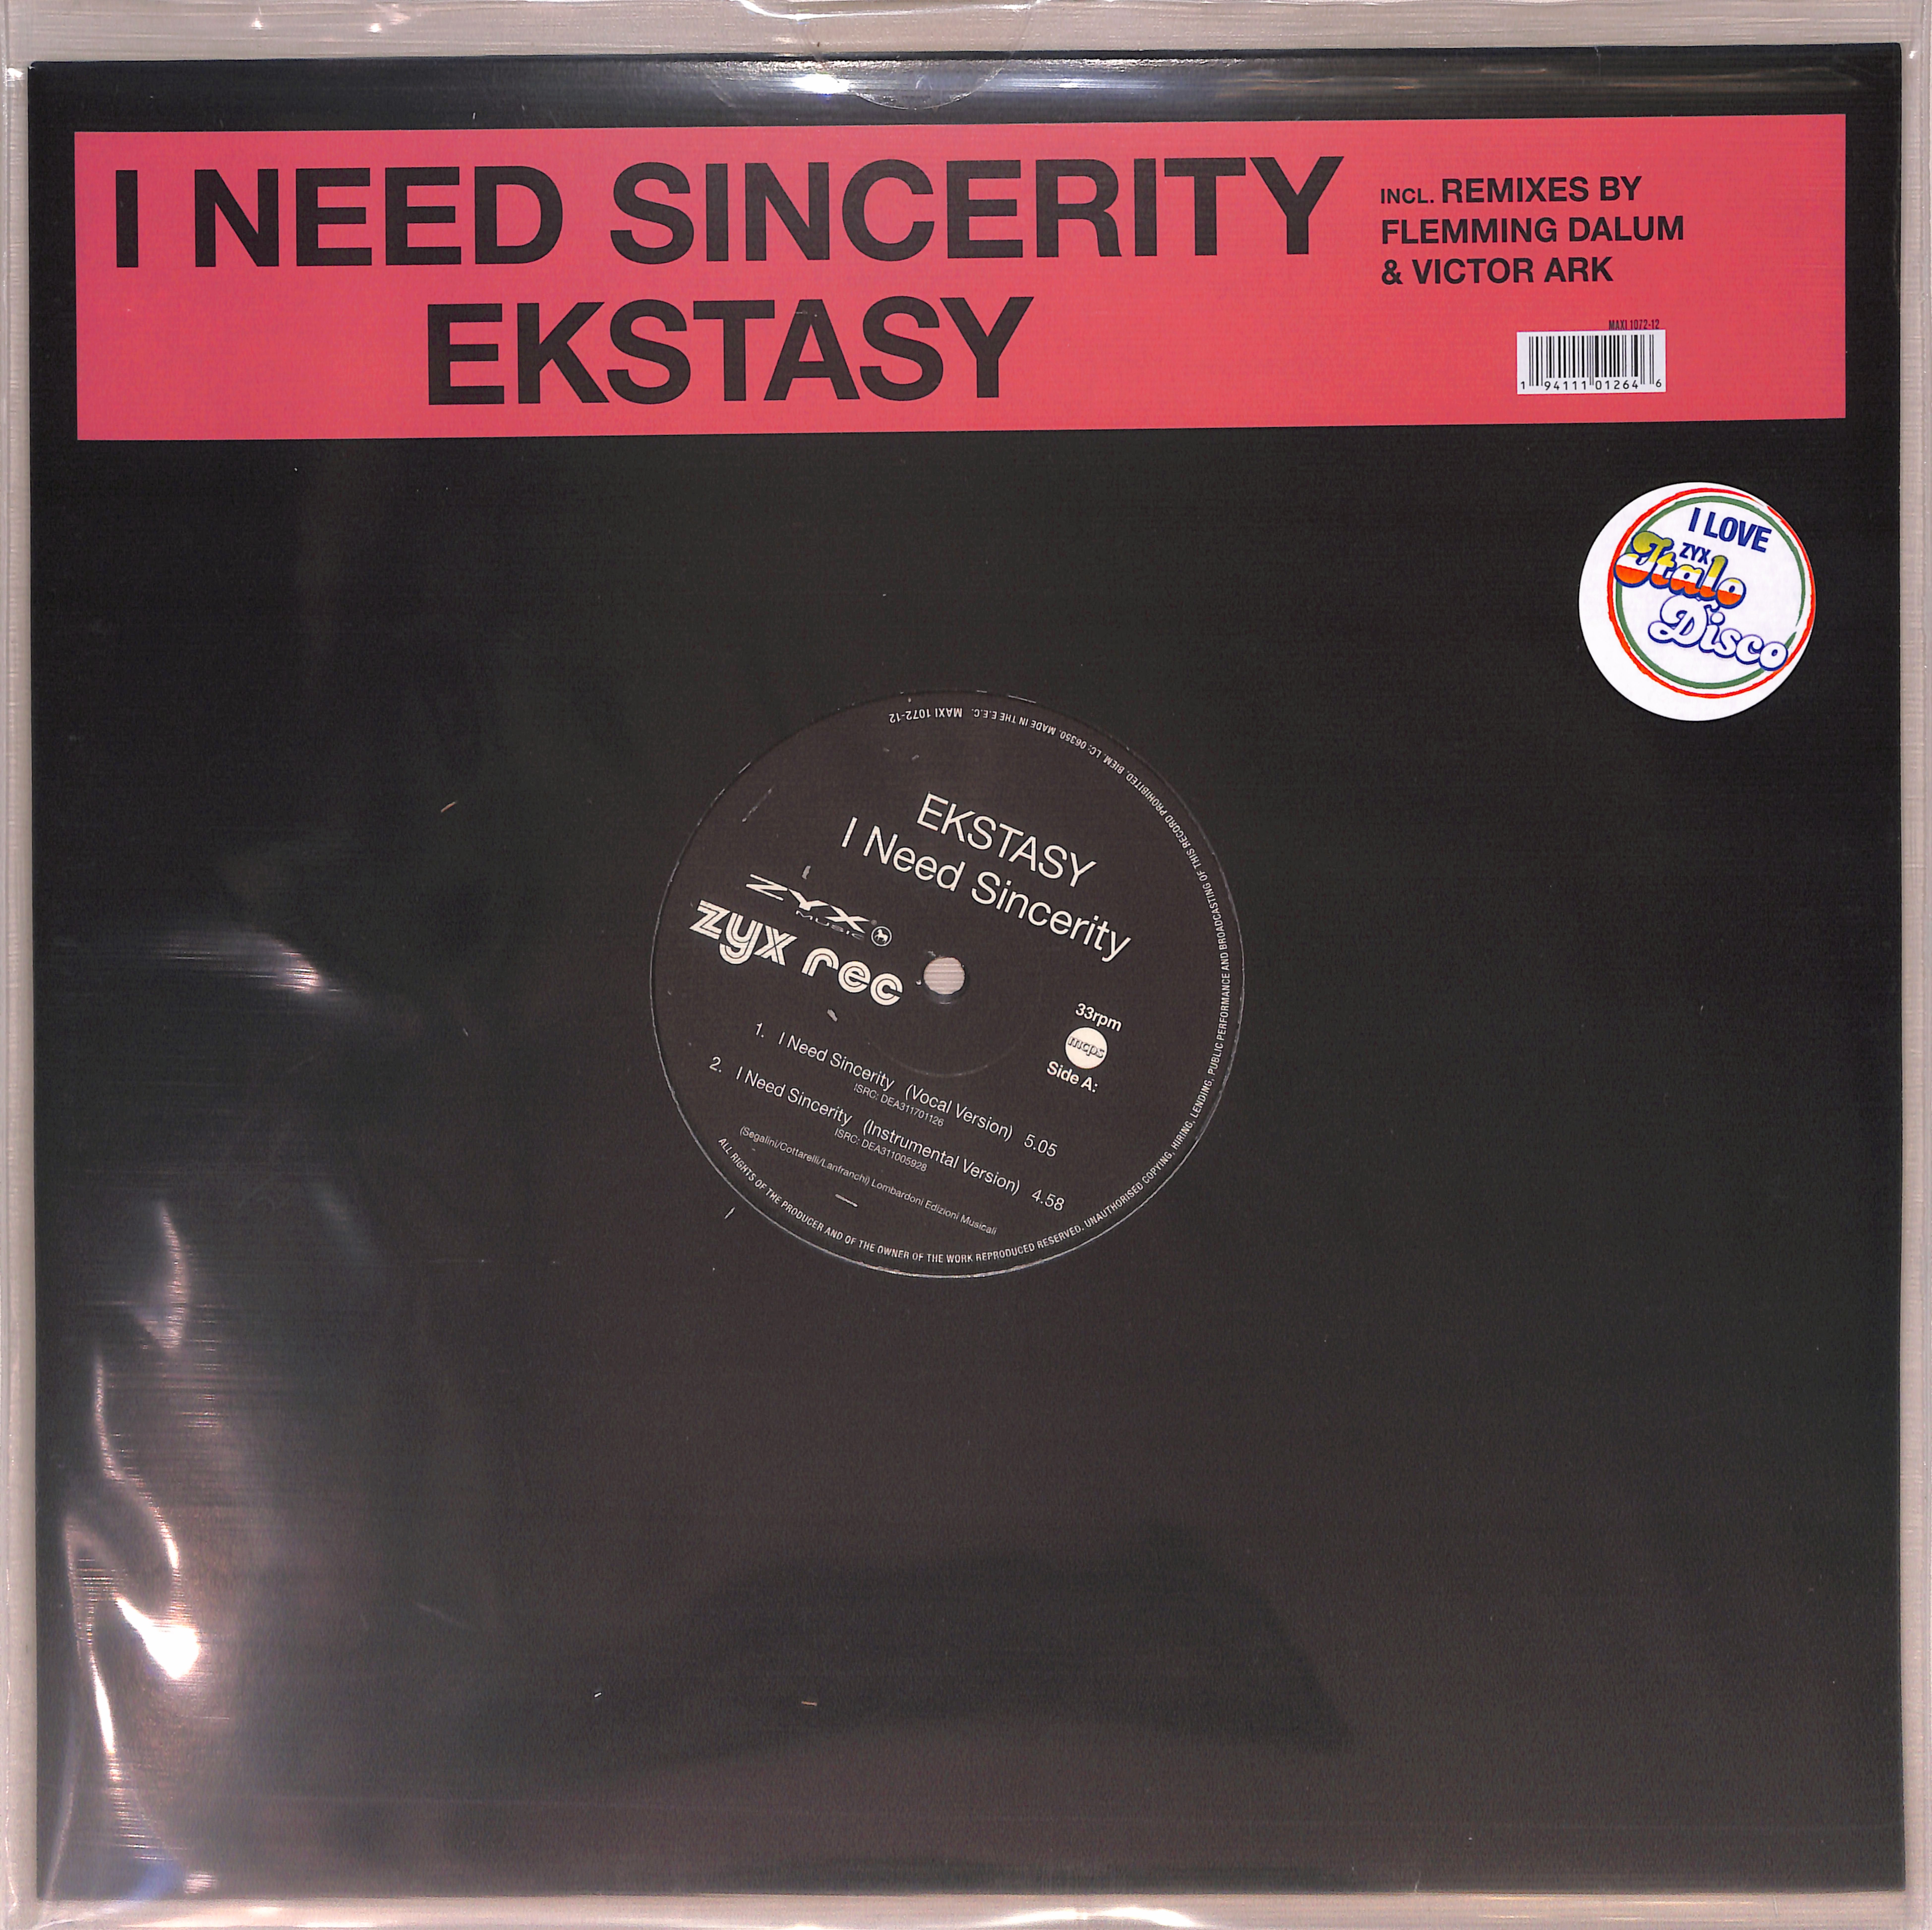 I NEED SINCERITY
EKSTASY
INCL. REMIXES BY
FLEMMING DALUM
& VICTOR ARK
MAXI 1072-12
1 94111 01264 6
I LOVE
ZYX
Italo
Disco
EKSTASY
I Need Sincerity
ZYX
MUSIC
zyx rec
33rpm
mcps
Side A:
1. I Need Sincerity (Vocal Version) 5.05
ISRC: DEA311701126
2. I Need Sincerity (Instrumental Version) 4.58
ISRC: DEA311005928
(Segalini/Cottarelli/Lanfranchi) Lombardoni Edizioni Musicali
ALL RIGHTS OF THE PRODUCER AND OF THE OWNER OF THE WORK REPRODUCED RESERVED. UNAUTHORISED COPYING, HIRING, LENDING, PUBLIC PERFORMANCE AND BROADCASTING OF THIS RECORD PROHIBITED. BIEM. LC: 06350. MADE IN THE E.E.C. MAXI 1072-12